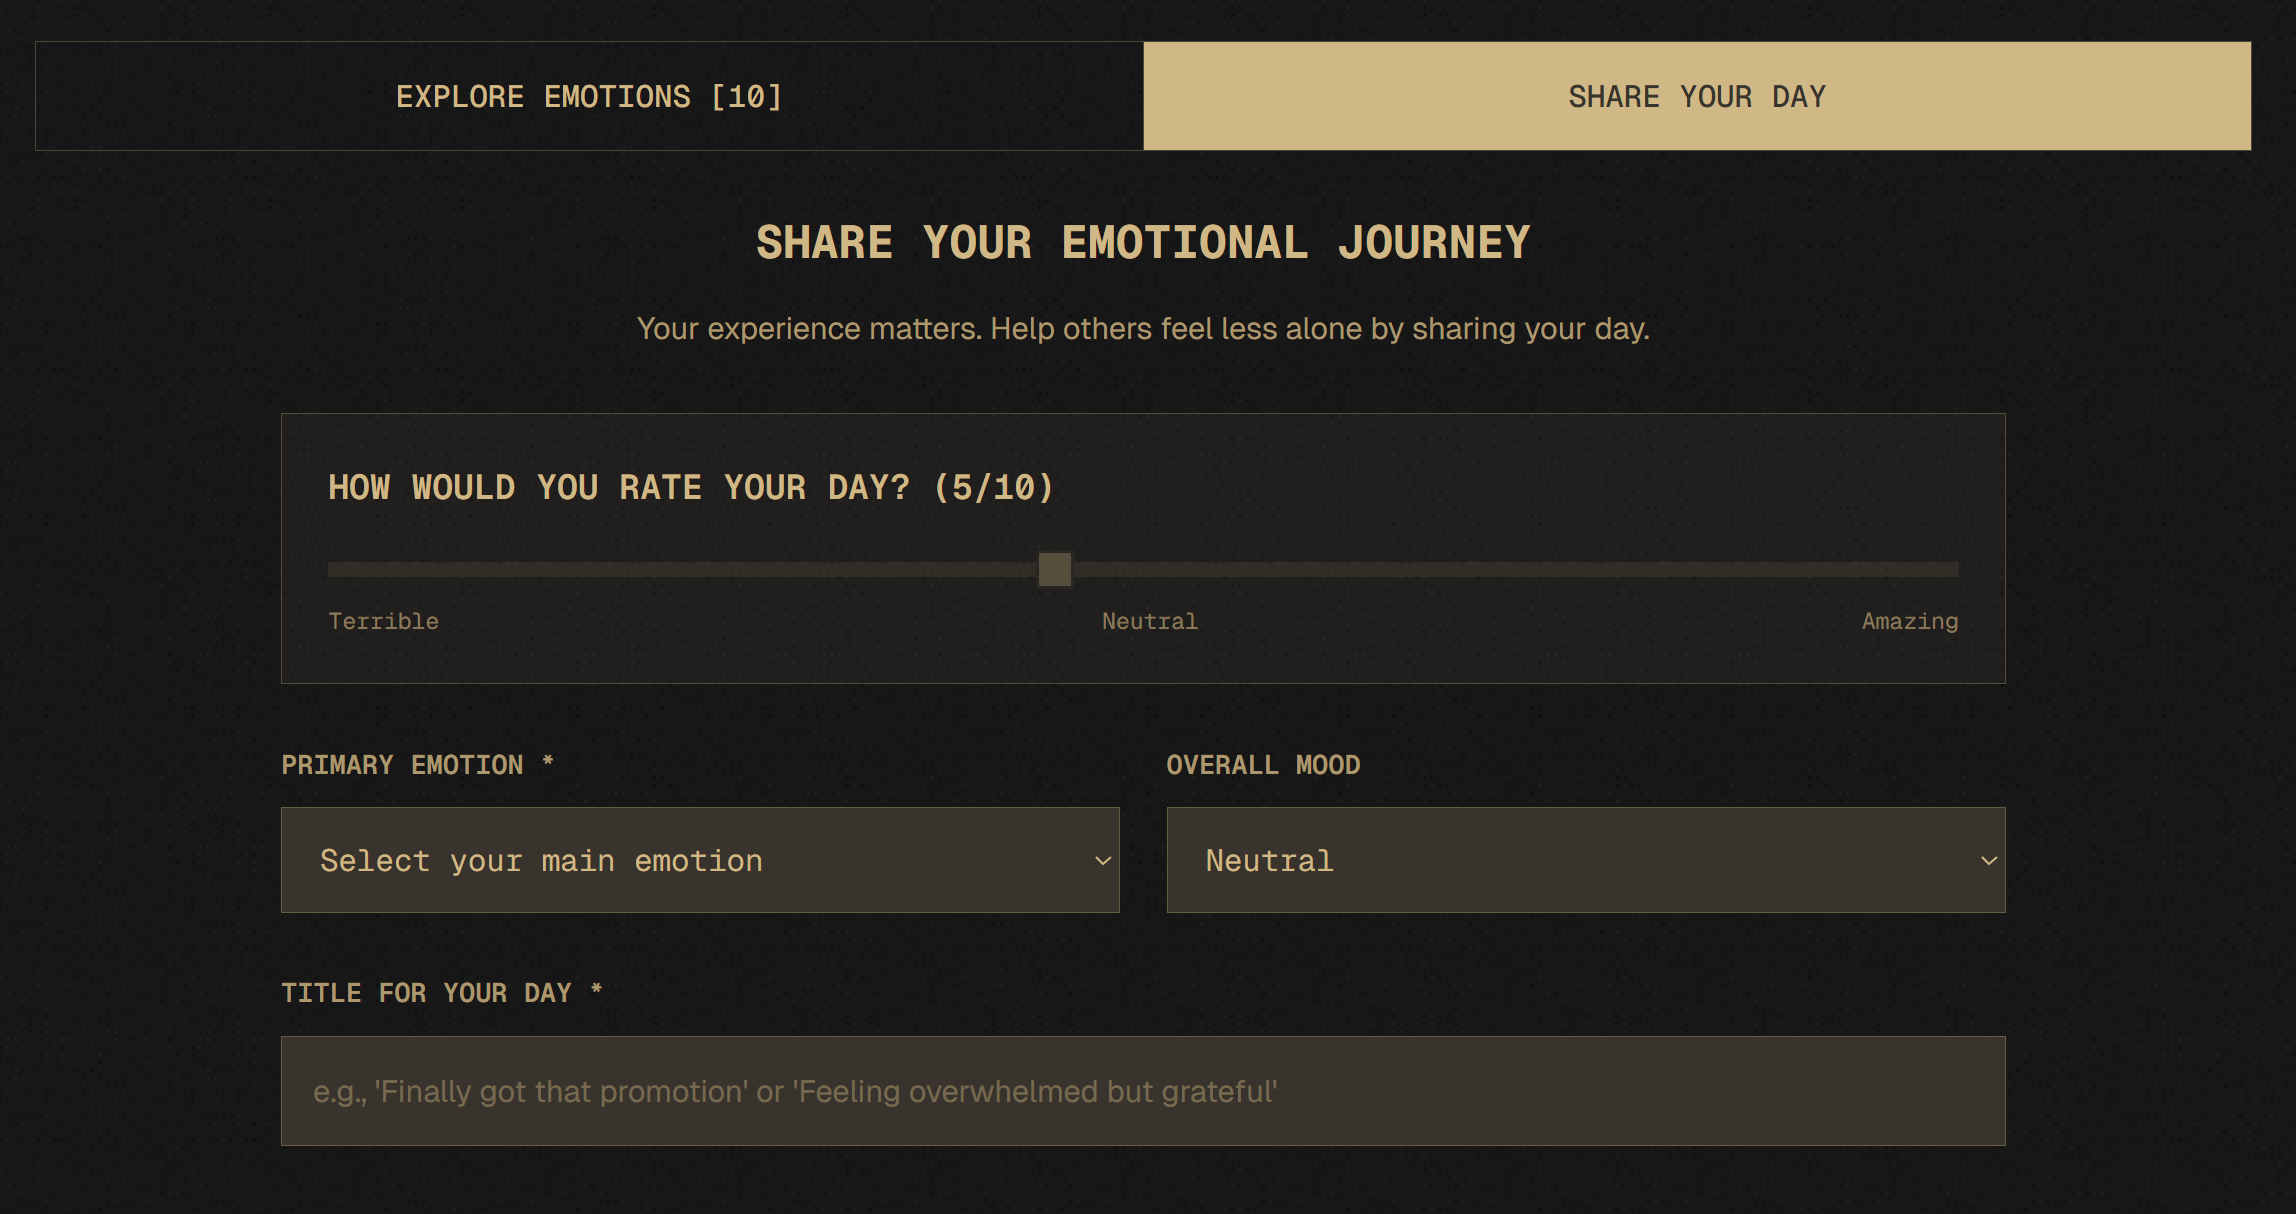 EXPLORE EMOTIONS [10]
SHARE YOUR DAY
SHARE YOUR EMOTIONAL JOURNEY
Your experience matters. Help others feel less alone by sharing your day.
HOW WOULD YOU RATE YOUR DAY? (5/10)
Terrible
Neutral
Amazing
PRIMARY EMOTION *
OVERALL MOOD
Select your main emotion
Neutral
TITLE FOR YOUR DAY *
e.g., 'Finally got that promotion' or 'Feeling overwhelmed but grateful'